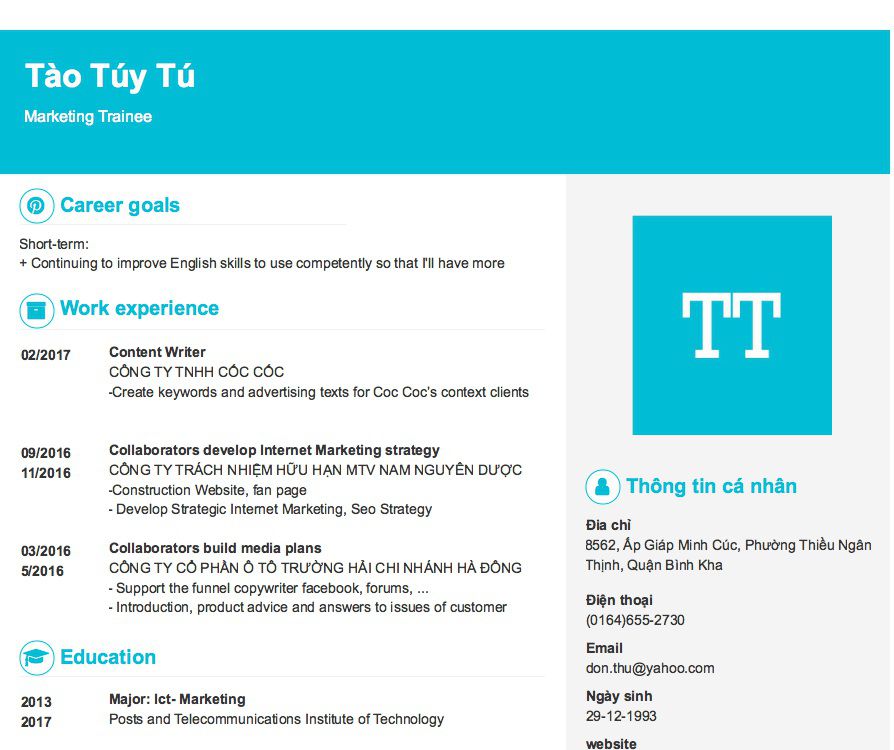 Tào Túy Tú
Marketing Trainee
Career goals
Short-term:
+ Continuing to improve English skills to use competently so that I'll have more
Work experience
02/2017
Content Writer
CÔNG TY TNHH CỐC CỐC
-Create keywords and advertising texts for Coc Coc's context clients
09/2016
11/2016
Collaborators develop Internet Marketing strategy
CÔNG TY TRÁCH NHIỆM HỮU HẠN MTV NAM NGUYÊN DƯỢC
-Construction Website, fan page
- Develop Strategic Internet Marketing, Seo Strategy
03/2016
5/2016
Collaborators build media plans
CÔNG TY CỔ PHẦN Ô TÔ TRƯỜNG HẢI CHI NHÁNH HÀ ĐÔNG
- Support the funnel copywriter facebook, forums, ...
- Introduction, product advice and answers to issues of customer
Education
2013
2017
Major: Ict- Marketing
Posts and Telecommunications Institute of Technology
TT
Thông tin cá nhân
Địa chỉ
8562, Ấp Giáp Minh Cúc, Phường Thiều Ngân
Thịnh, Quận Bình Kha
Điện thoại
(0164)655-2730
Email
don.thu@yahoo.com
Ngày sinh
29-12-1993
website